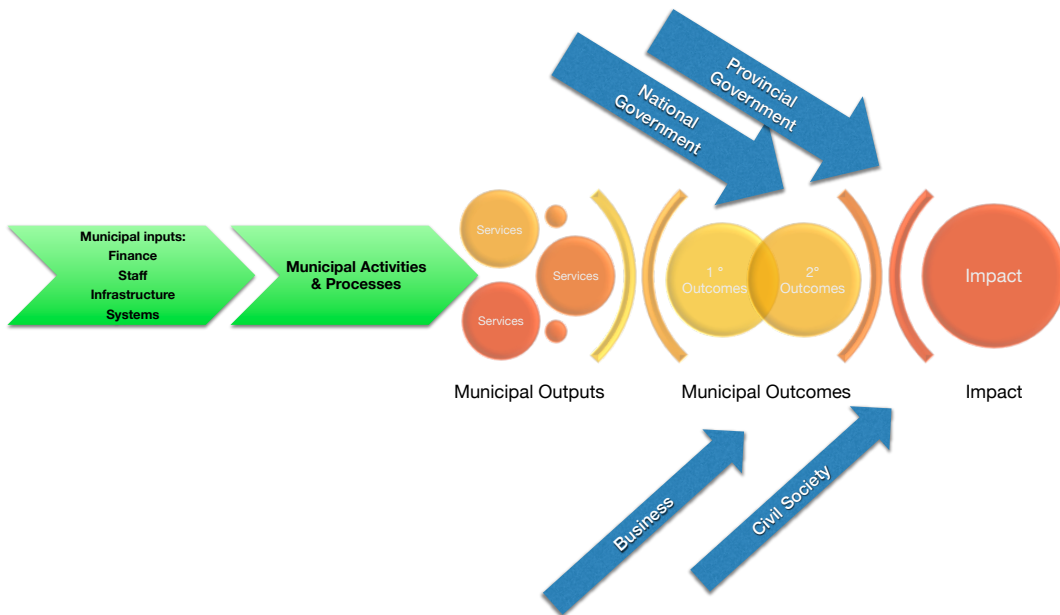 Provincial
Government
National
Government
Municipal inputs:
Finance
Staff
Infrastructure
Systems
Municipal Activities
& Processes
Services
Services
Services
1 °
Outcomes
2°
Outcomes
Impact
Municipal Outputs
Municipal Outcomes
Impact
Business
Civil Society